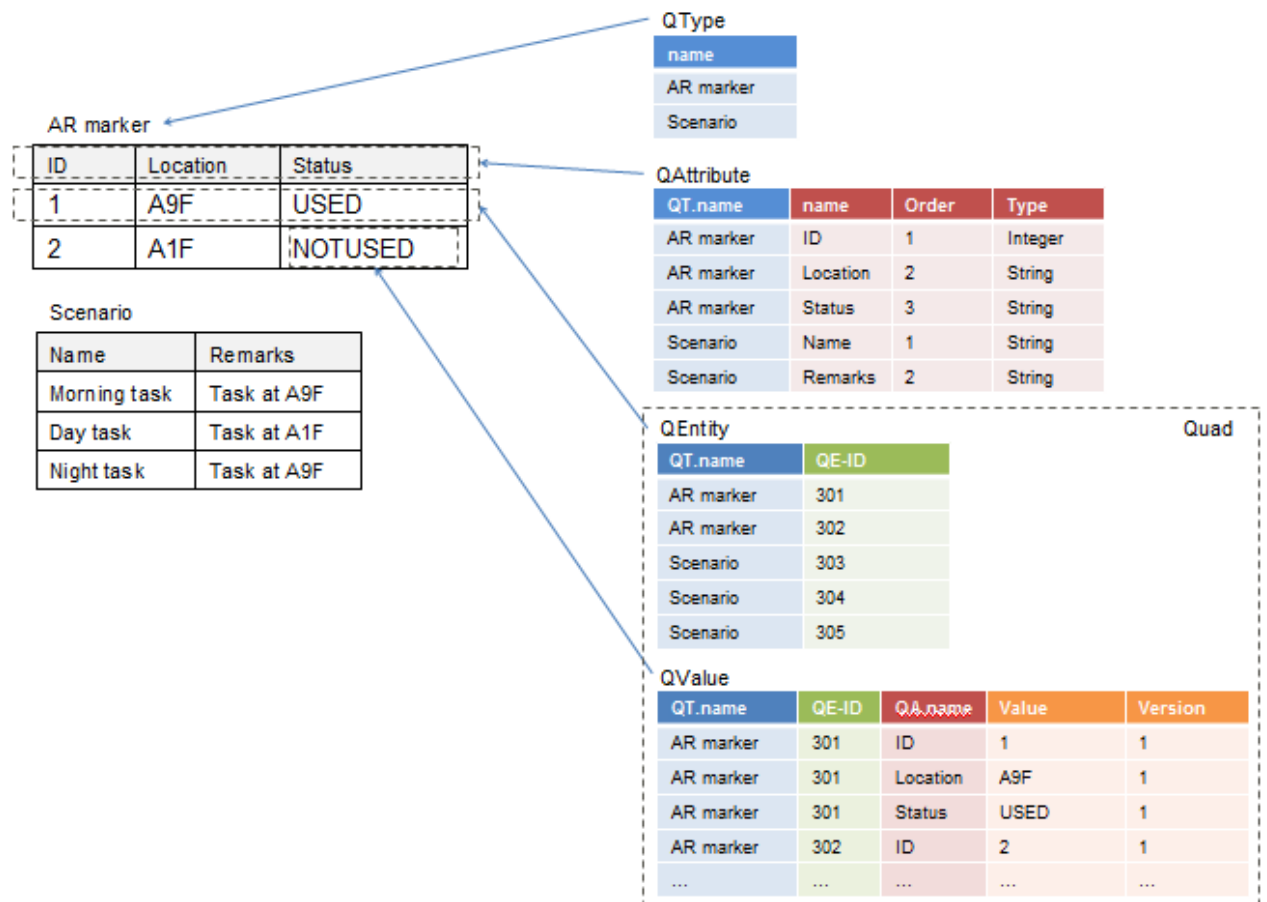 QType
name
AR marker
Scenario
AR marker
ID Location Status
1 A9F USED
2 A1F NOTUSED
Scenario
Name Remarks
Morning task Task at A9F
Day task Task at A1F
Night task Task at A9F
QAttribute
QT.name name Order Type
AR marker ID 1 Integer
AR marker Location 2 String
AR marker Status 3 String
Scenario Name 1 String
Scenario Remarks 2 String
QEntity Quad
QT.name QE-ID
AR marker 301
AR marker 302
Scenario 303
Scenario 304
Scenario 305
QValue
QT.name QE-ID QA.name Value Version
AR marker 301 ID 1 1
AR marker 301 Location A9F 1
AR marker 301 Status USED 1
AR marker 302 ID 2 1
... ... ... ... ...